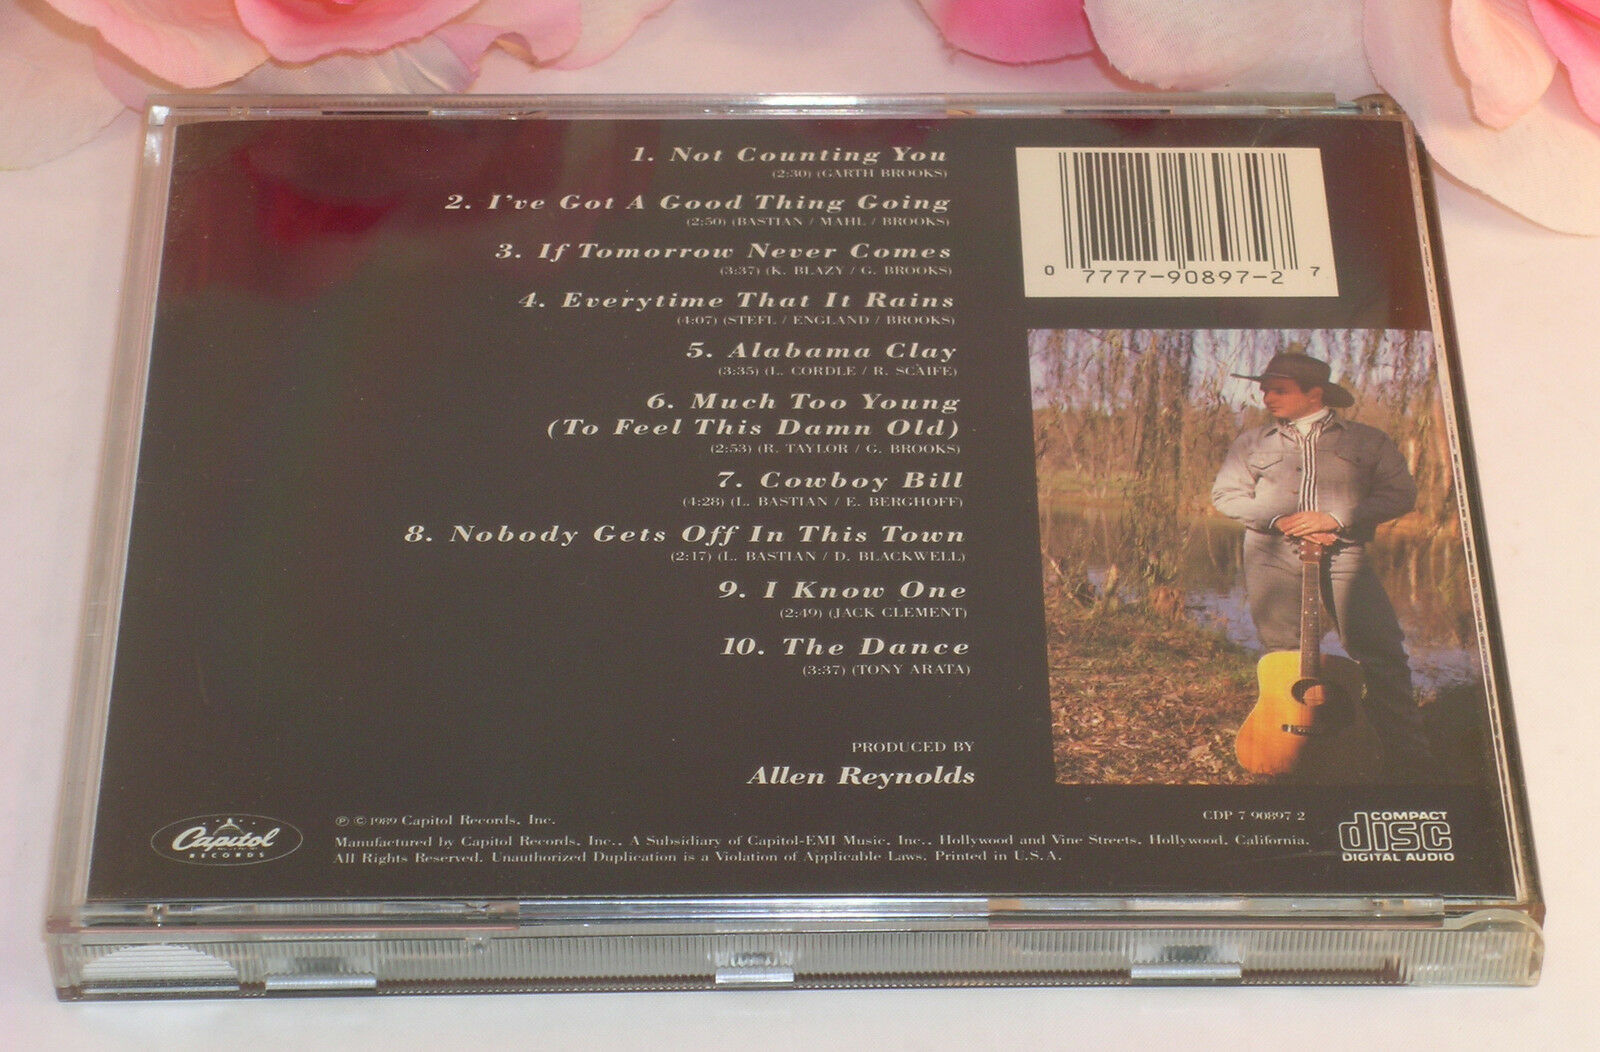 1. Not Counting You
(2:30) (GARTH BROOKS)
2. I've Got A Good Thing Going
(2:50) (BASTIAN / MAHL / BROOKS)
3. If Tomorrow Never Comes
(3:37) (K. BLAZY / G. BROOKS)
4. Everytime That It Rains
(4:07) (STEFL / ENGLAND / BROOKS)
5. Alabama Clay
(3:35) (L. CORDLE / R. SCAIFE)
6. Much Too Young
(To Feel This Damn Old)
(2:53) (R. TAYLOR / G. BROOKS)
7. Cowboy Bill
(4:28) (L. BASTIAN / E. BERGHOFF)
8. Nobody Gets Off In This Town
(2:17) (L. BASTIAN / D. BLACKWELL)
9. I Know One
(2:49) (JACK CLEMENT)
10. The Dance
(3:37) (TONY ARATA)
PRODUCED BY
Allen Reynolds
0 7777-90897-2 7
Capitol
RECORDS
℗ © 1989 Capitol Records, Inc.
Manufactured by Capitol Records, Inc., A Subsidiary of Capitol-EMI Music, Inc., Hollywood and Vine Streets, Hollywood, California.
All Rights Reserved. Unauthorized Duplication is a Violation of Applicable Laws. Printed in U.S.A.
CDP 7 90897 2
COMPACT
disc
DIGITAL AUDIO